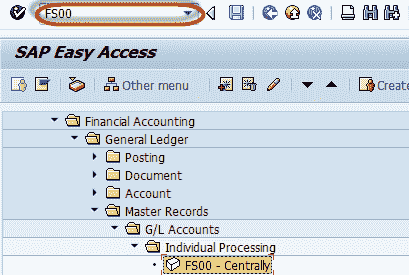 FS00
SAP Easy Access
Other menu
Create
Financial Accounting
General Ledger
Posting
Document
Account
Master Records
G/L Accounts
Individual Processing
FS00 - Centrally